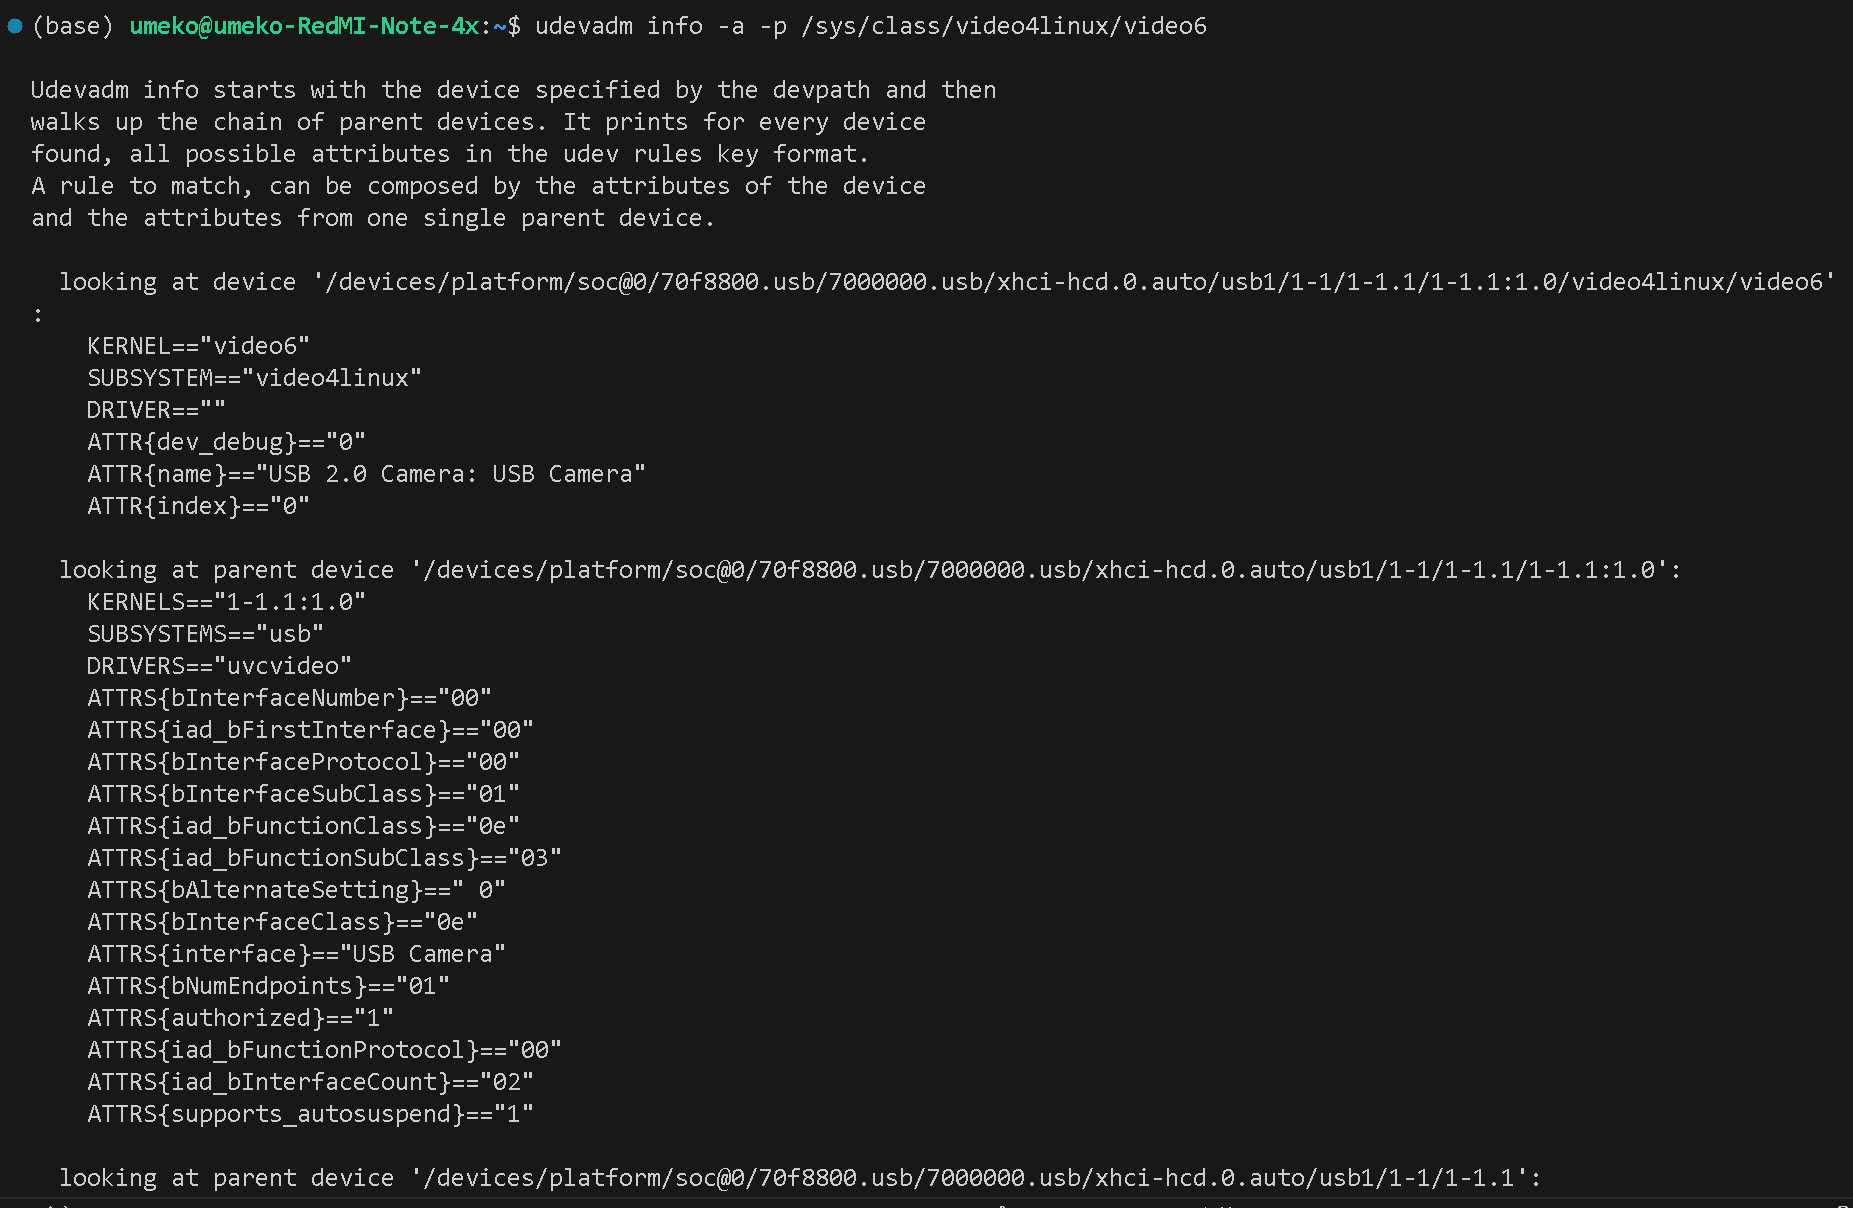 (base) umeko@umeko-RedMI-Note-4x:~$ udevadm info -a -p /sys/class/video4linux/video6
Udevadm info starts with the device specified by the devpath and then
walks up the chain of parent devices. It prints for every device
found, all possible attributes in the udev rules key format.
A rule to match, can be composed by the attributes of the device
and the attributes from one single parent device.
looking at device '/devices/platform/soc@0/70f8800.usb/7000000.usb/xhci-hcd.0.auto/usb1/1-1/1-1.1/1-1.1:1.0/video4linux/video6'
:
KERNEL=="video6"
SUBSYSTEM=="video4linux"
DRIVER==""
ATTR{dev_debug}=="0"
ATTR{name}=="USB 2.0 Camera: USB Camera"
ATTR{index}=="0"
looking at parent device '/devices/platform/soc@0/70f8800.usb/7000000.usb/xhci-hcd.0.auto/usb1/1-1/1-1.1/1-1.1:1.0':
KERNELS=="1-1.1:1.0"
SUBSYSTEMS=="usb"
DRIVERS=="uvcvideo"
ATTRS{bInterfaceNumber}=="00"
ATTRS{iad_bFirstInterface}=="00"
ATTRS{bInterfaceProtocol}=="00"
ATTRS{bInterfaceSubClass}=="01"
ATTRS{iad_bFunctionClass}=="0e"
ATTRS{iad_bFunctionSubClass}=="03"
ATTRS{bAlternateSetting}==" 0"
ATTRS{bInterfaceClass}=="0e"
ATTRS{interface}=="USB Camera"
ATTRS{bNumEndpoints}=="01"
ATTRS{authorized}=="1"
ATTRS{iad_bFunctionProtocol}=="00"
ATTRS{iad_bInterfaceCount}=="02"
ATTRS{supports_autosuspend}=="1"
looking at parent device '/devices/platform/soc@0/70f8800.usb/7000000.usb/xhci-hcd.0.auto/usb1/1-1/1-1.1':